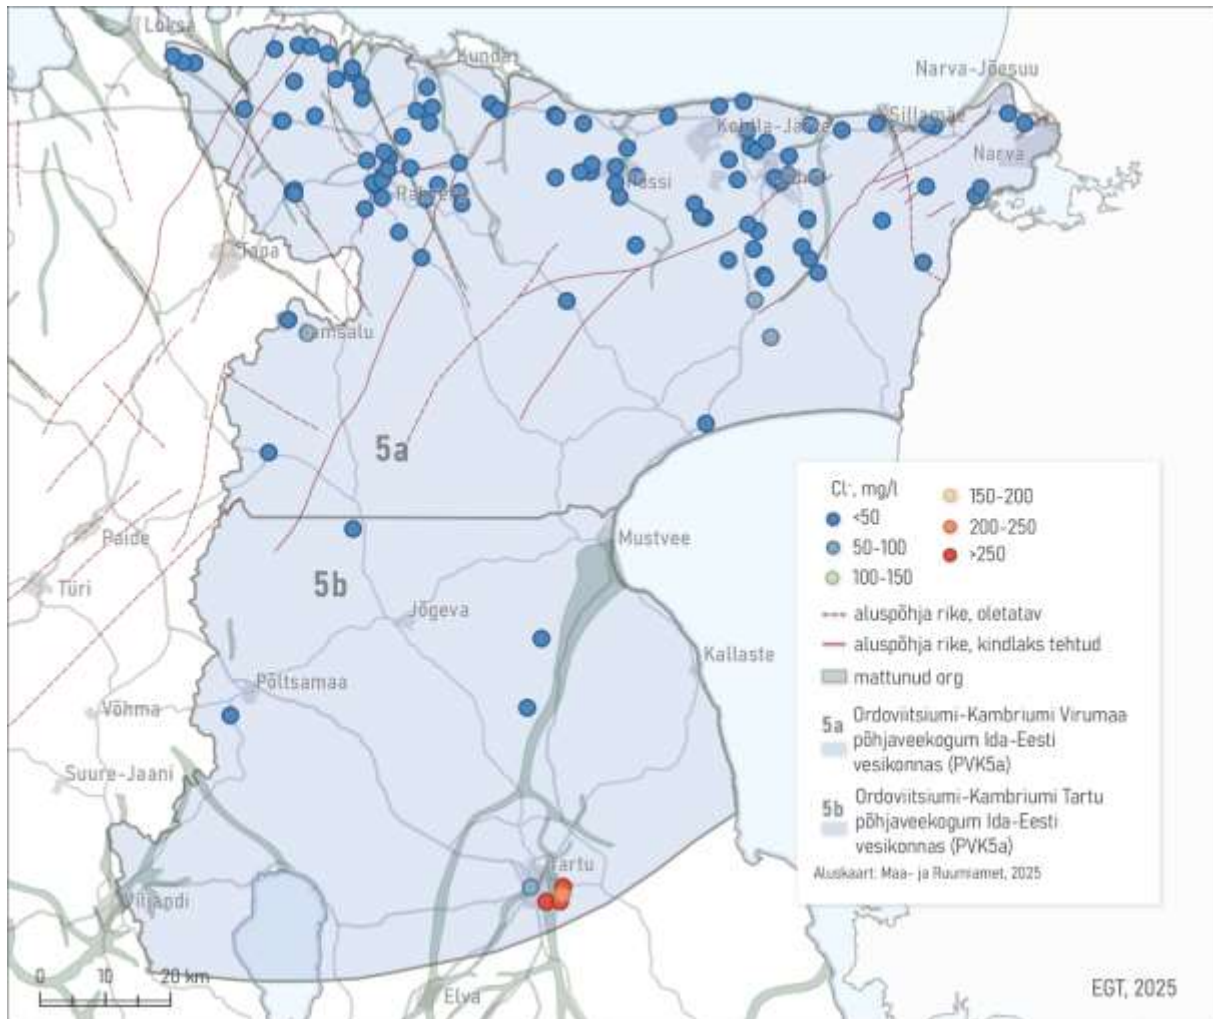 Loksa
Kunda
Narva-Jõesuu
Sillamäe
Kohtla-Järve
Narva
Tapa
Tamsalu
5a
Paide
Türi
Mustvee
5b
Jõgeva
Kallaste
Põltsamaa
Võhma
Suure-Jaani
Tartu
Viljandi
Elva
Cl⁻, mg/l
<50
50-100
100-150
150-200
200-250
>250
aluspõhja rike, oletatav
aluspõhja rike, kindlaks tehtud
mattunud org
5a Ordoviitsiumi-Kambriumi Virumaa
põhjaveekogum Ida-Eesti
vesikonnas (PVK5a)
5b Ordoviitsiumi-Kambriumi Tartu
põhjaveekogum Ida-Eesti
vesikonnas (PVK5a)
Aluskaart: Maa- ja Ruumiamet, 2025
0 10 20 km
EGT, 2025